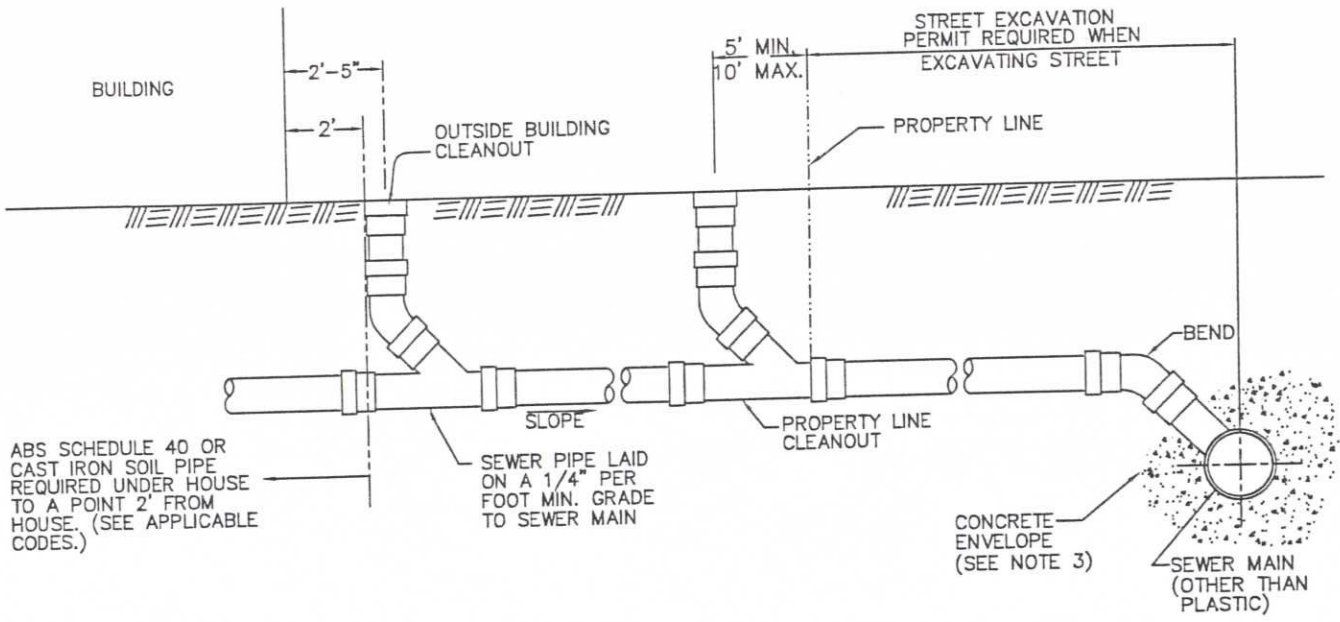 STREET EXCAVATION
PERMIT REQUIRED WHEN
EXCAVATING STREET
5' MIN.
10' MAX.
2'-5"
BUILDING
2'
OUTSIDE BUILDING
CLEANOUT
PROPERTY LINE
BEND
SLOPE
PROPERTY LINE
CLEANOUT
ABS SCHEDULE 40 OR
CAST IRON SOIL PIPE
REQUIRED UNDER HOUSE
TO A POINT 2' FROM
HOUSE. (SEE APPLICABLE
CODES.)
SEWER PIPE LAID
ON A 1/4" PER
FOOT MIN. GRADE
TO SEWER MAIN
CONCRETE
ENVELOPE
(SEE NOTE 3)
SEWER MAIN
(OTHER THAN
PLASTIC)